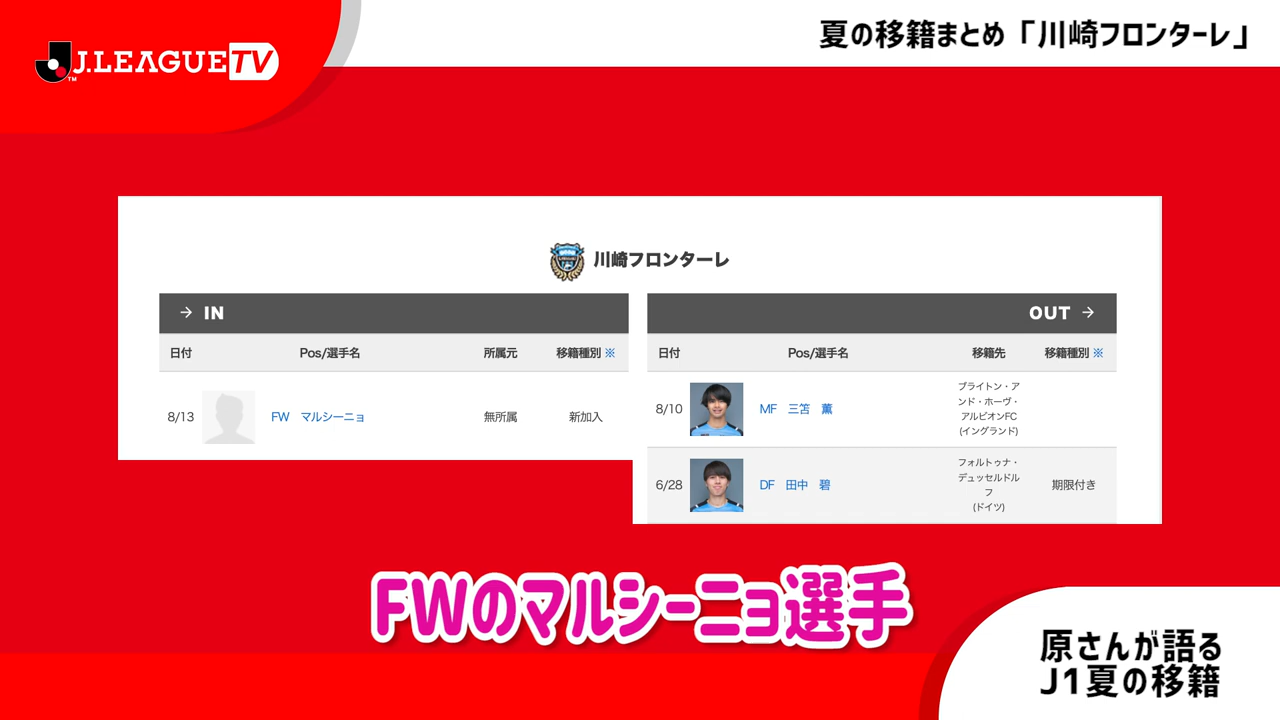 J.LEAGUE TV
TM
夏の移籍まとめ「川崎フロンターレ」
川崎フロンターレ
→ IN
日付 Pos/選手名 所属元 移籍種別 ※
8/13 FW マルシーニョ 無所属 新加入
OUT →
日付 Pos/選手名 移籍先 移籍種別 ※
8/10 MF 三笘 薫
ブライトン・ア
ンド・ホーヴ・
アルビオンFC
(イングランド)
6/28 DF 田中 碧
フォルトゥナ・
デュッセルドル
フ
(ドイツ)
期限付き
FWのマルシーニョ選手
原さんが語る
J1夏の移籍